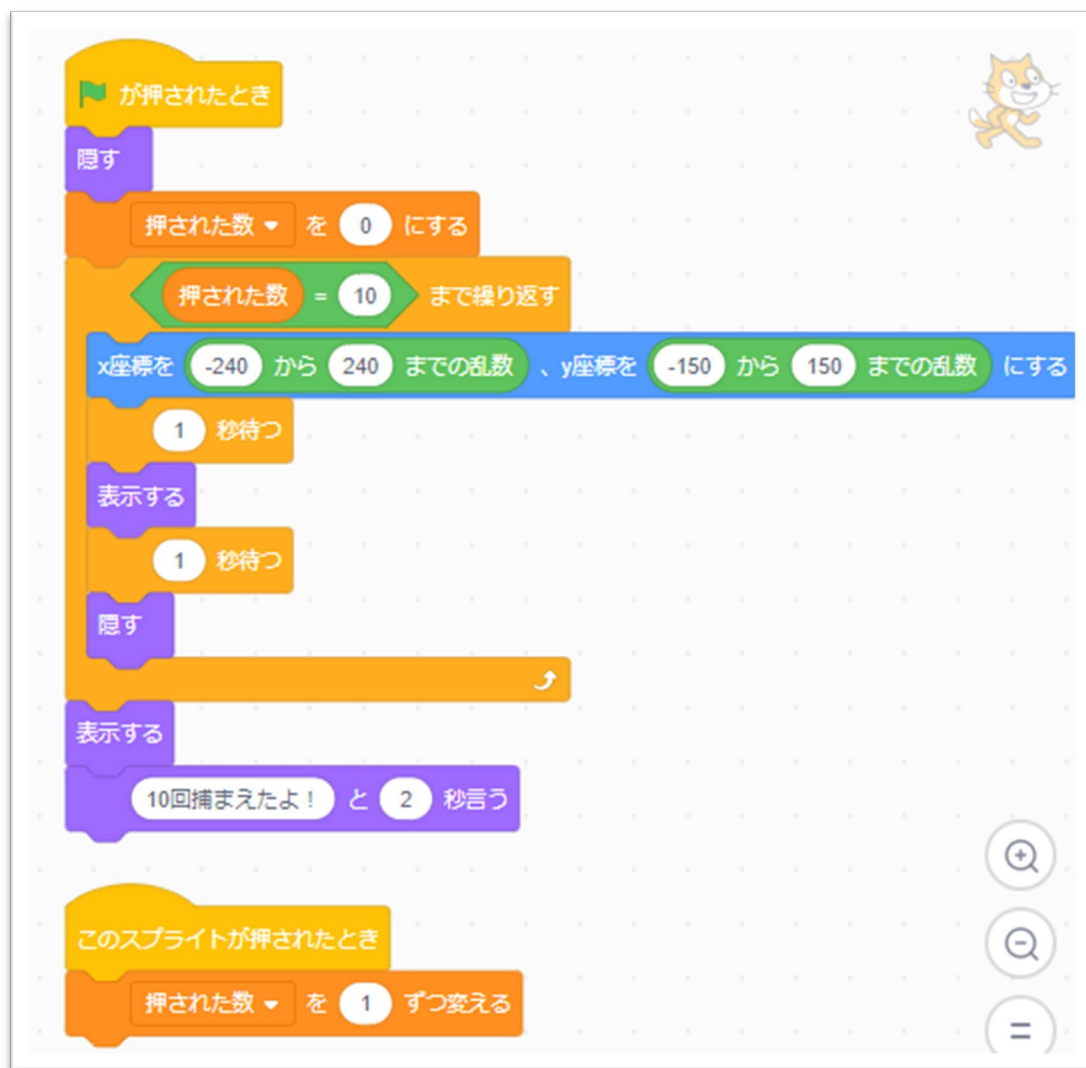 が押されたとき
隠す
押された数 を 0 にする
押された数 = 10 まで繰り返す
x座標を -240 から 240 までの乱数 、y座標を -150 から 150 までの乱数 にする
1 秒待つ
表示する
1 秒待つ
隠す
表示する
10回捕まえたよ! と 2 秒言う
このスプライトが押されたとき
押された数 を 1 ずつ変える